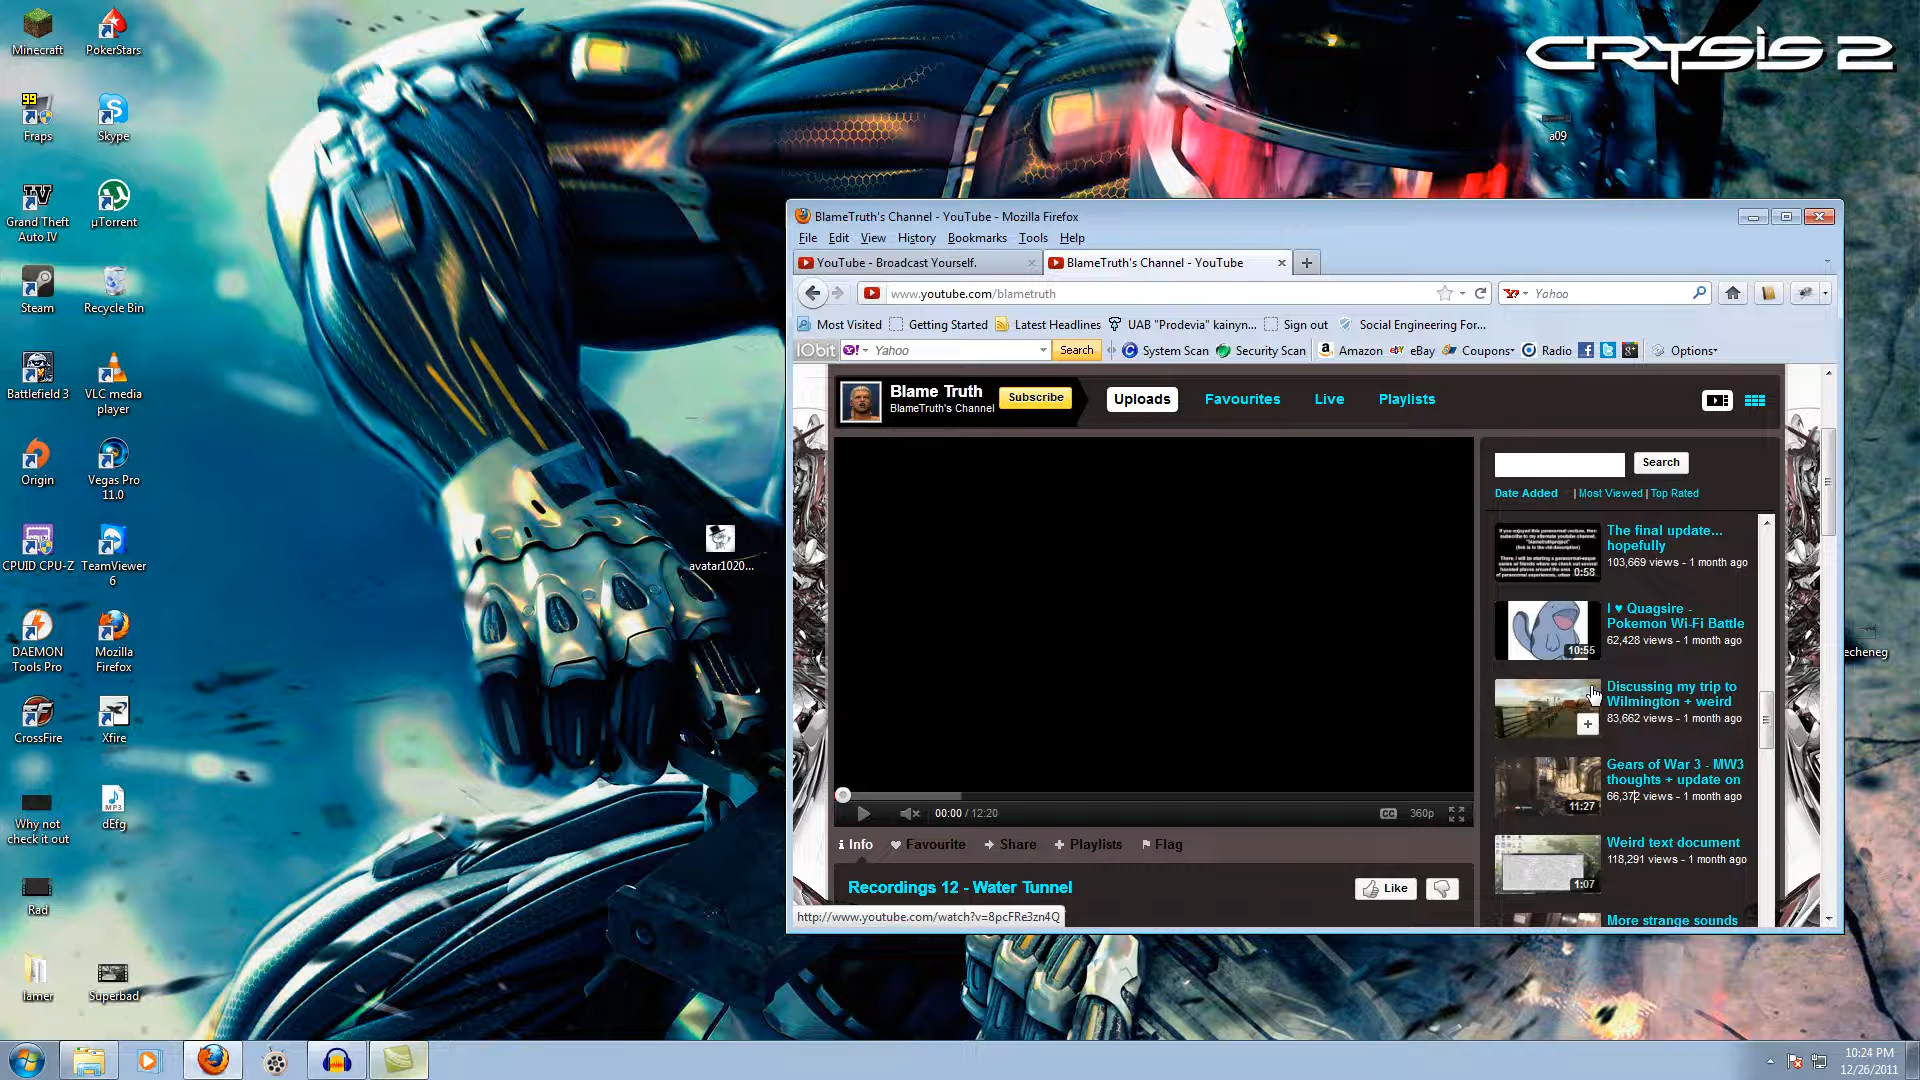 CRYSIS 2
Minecraft
PokerStars
99
Fraps
Skype
a09
IV
Grand Theft
Auto IV
µTorrent
Steam
Recycle Bin
Battlefield 3
VLC media
player
Origin
Vegas Pro
11.0
CPUID CPU-Z
TeamViewer
6
DAEMON
Tools Pro
Mozilla
Firefox
CrossFire
Xfire
MP3
Why not
check it out
dEfg
Rad
lamer
Superbad
avatar1020...
echeneg
BlameTruth's Channel - YouTube - Mozilla Firefox
File Edit View History Bookmarks Tools Help
YouTube - Broadcast Yourself.
BlameTruth's Channel - YouTube
www.youtube.com/blametruth
Yahoo
Most Visited Getting Started Latest Headlines UAB "Prodevia" kainyn... Sign out Social Engineering For...
IObit Yahoo Search System Scan Security Scan Amazon eBay Coupons Radio Options
Blame Truth
BlameTruth's Channel
Subscribe
Uploads Favourites Live Playlists
Search
Date Added | Most Viewed | Top Rated
The final update...
hopefully
103,669 views - 1 month ago
0:58
I ♥ Quagsire -
Pokemon Wi-Fi Battle
62,428 views - 1 month ago
10:55
Discussing my trip to
Wilmington + weird
83,662 views - 1 month ago
Gears of War 3 - MW3
thoughts + update on
66,372 views - 1 month ago
11:27
Weird text document
118,291 views - 1 month ago
1:07
More strange sounds
00:00 / 12:20
CC
360p
Info Favourite Share Playlists Flag
Recordings 12 - Water Tunnel
Like
http://www.youtube.com/watch?v=8pcFRe3zn4Q
10:24 PM
12/26/2011